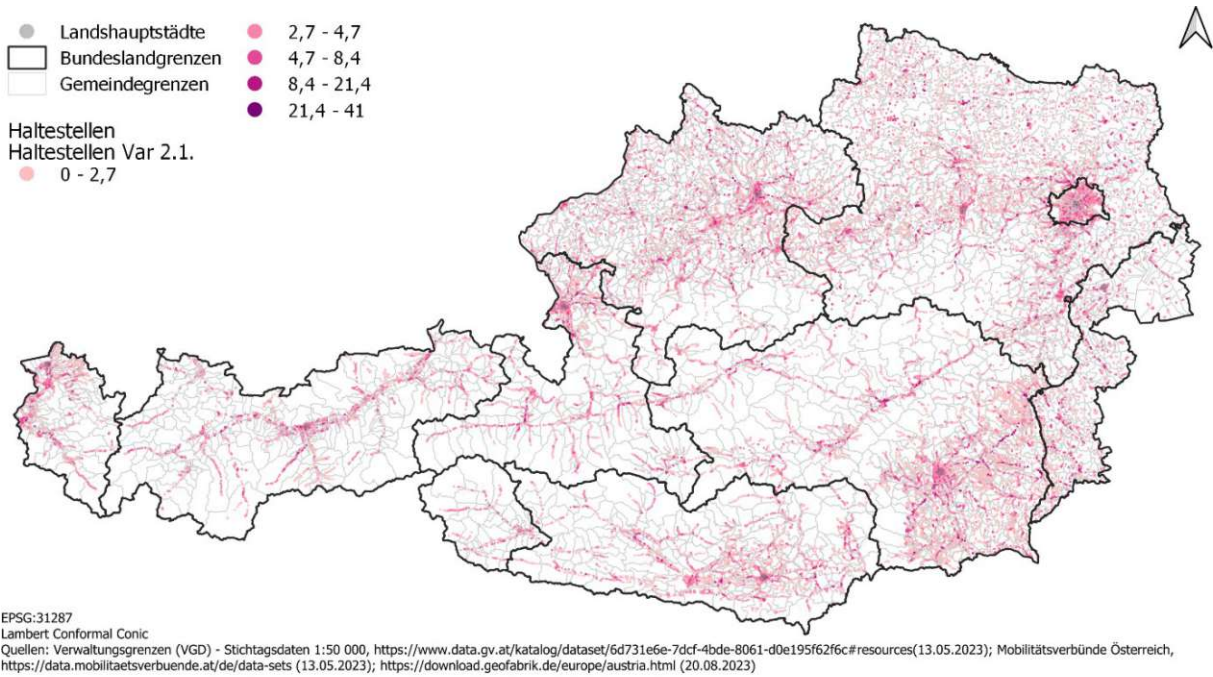 Landshauptstädte
Bundeslandgrenzen
Gemeindegrenzen
Haltestellen
Haltestellen Var 2.1.
0 - 2,7
2,7 - 4,7
4,7 - 8,4
8,4 - 21,4
21,4 - 41
EPSG:31287
Lambert Conformal Conic
Quellen: Verwaltungsgrenzen (VGD) - Stichtagsdaten 1:50 000, https://www.data.gv.at/katalog/dataset/6d731e6e-7dcf-4bde-8061-d0e195f62f6c#resources(13.05.2023); Mobilitätsverbünde Österreich,
https://data.mobilitaetsverbuende.at/de/data-sets (13.05.2023); https://download.geofabrik.de/europe/austria.html (20.08.2023)